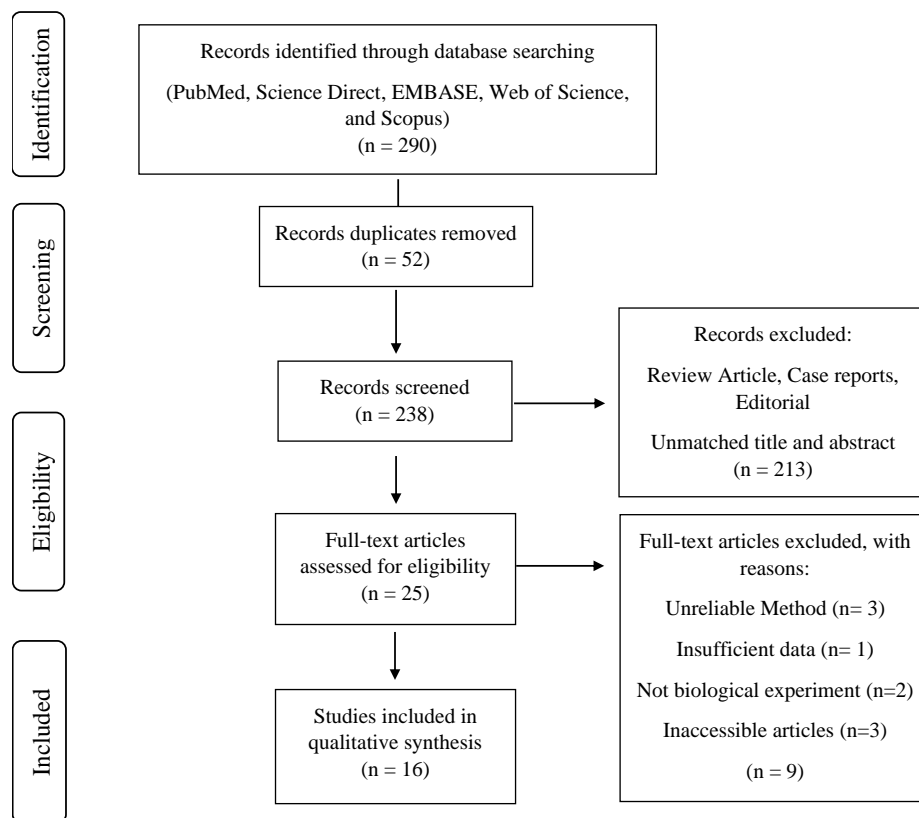 Identification
Records identified through database searching
(PubMed, Science Direct, EMBASE, Web of Science,
and Scopus)
(n = 290)
Screening
Records duplicates removed
(n = 52)
Records screened
(n = 238)
Records excluded:
Review Article, Case reports,
Editorial
Unmatched title and abstract
(n = 213)
Eligibility
Full-text articles
assessed for eligibility
(n = 25)
Full-text articles excluded, with
reasons:
Unreliable Method (n= 3)
Insufficient data (n= 1)
Not biological experiment (n=2)
Inaccessible articles (n=3)
(n = 9)
Included
Studies included in
qualitative synthesis
(n = 16)